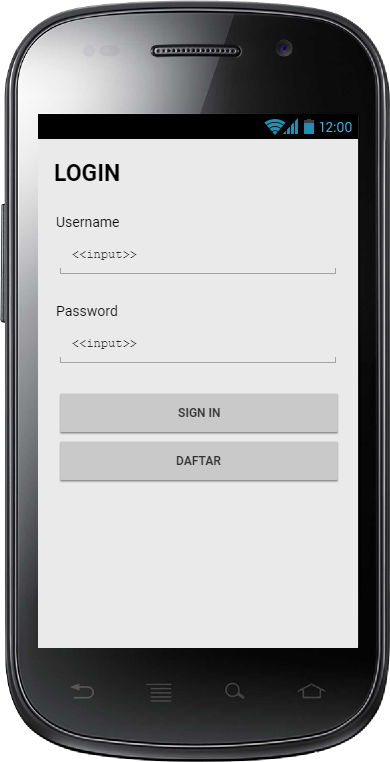 12:00
LOGIN
Username
<<input>>
Password
<<input>>
SIGN IN
DAFTAR